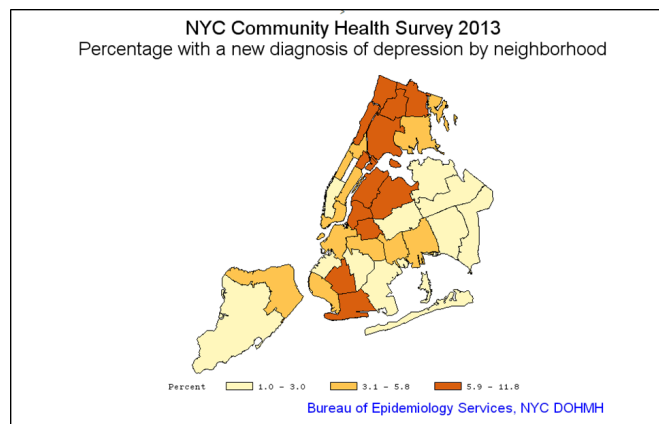 NYC Community Health Survey 2013
Percentage with a new diagnosis of depression by neighborhood
Percent 1.0 - 3.0 3.1 - 5.8 5.9 - 11.8
Bureau of Epidemiology Services, NYC DOHMH